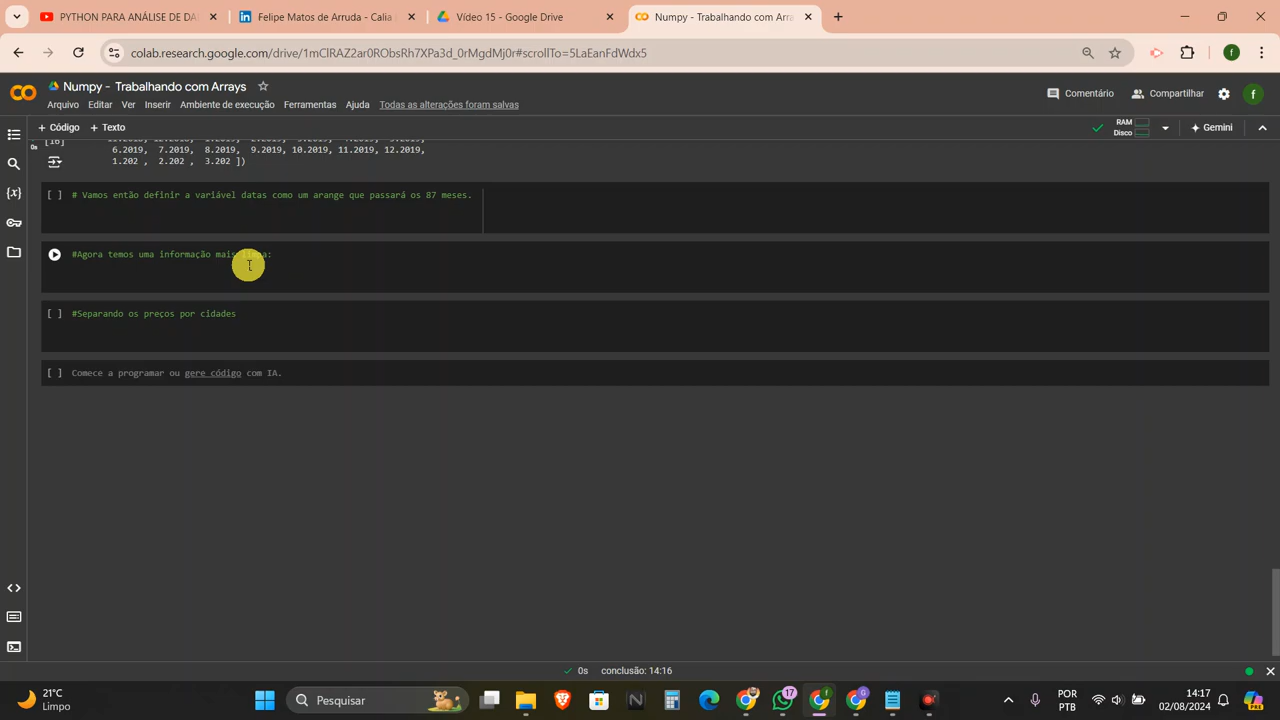 PYTHON PARA ANÁLISE DE DA
Felipe Matos de Arruda - Calia
Vídeo 15 - Google Drive
Numpy - Trabalhando com Arra
colab.research.google.com/drive/1mClRAZ2ar0RObsRh7XPa3d_0rMgdMj0r#scrollTo=5LaEanFdWdx5
f
Numpy - Trabalhando com Arrays
Arquivo Editar Ver Inserir Ambiente de execução Ferramentas Ajuda Todas as alterações foram salvas
Comentário Compartilhar f
+ Código + Texto
RAM
Disco
Gemini
[16]
0s
6.2019, 7.2019, 8.2019, 9.2019, 10.2019, 11.2019, 12.2019,
1.202 , 2.202 , 3.202 ])
[ ] # Vamos então definir a variável datas como um arange que passará os 87 meses.
#Agora temos uma informação mais
[ ] #Separando os preços por cidades
[ ] Comece a programar ou gere código com IA.
0s conclusão: 14:16
21°C
Limpo
Pesquisar
17
POR
PTB
14:17
02/08/2024